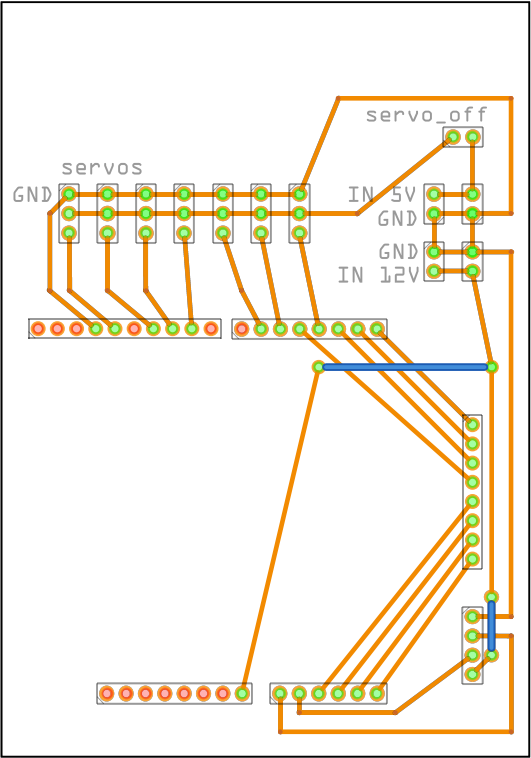 servo_off
servos
GND
IN 5V
GND
GND
IN 12V